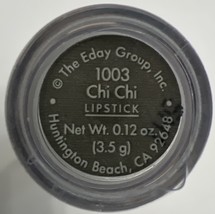 © The Eday Group, Inc.
1003
Chi Chi
LIPSTICK
Net Wt. 0.12 oz.
(3.5 g)
• Huntington Beach, CA 92648 •